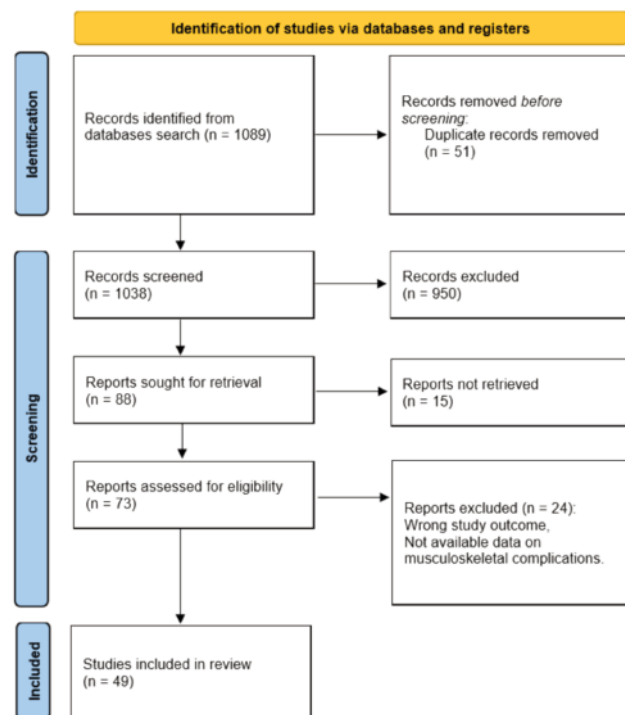 Identification of studies via databases and registers
Identification
Records identified from
databases search (n = 1089)
Records removed before
screening:
Duplicate records removed
(n = 51)
Screening
Records screened
(n = 1038)
Records excluded
(n = 950)
Reports sought for retrieval
(n = 88)
Reports not retrieved
(n = 15)
Reports assessed for eligibility
(n = 73)
Reports excluded (n = 24):
Wrong study outcome,
Not available data on
musculoskeletal complications.
Included
Studies included in review
(n = 49)